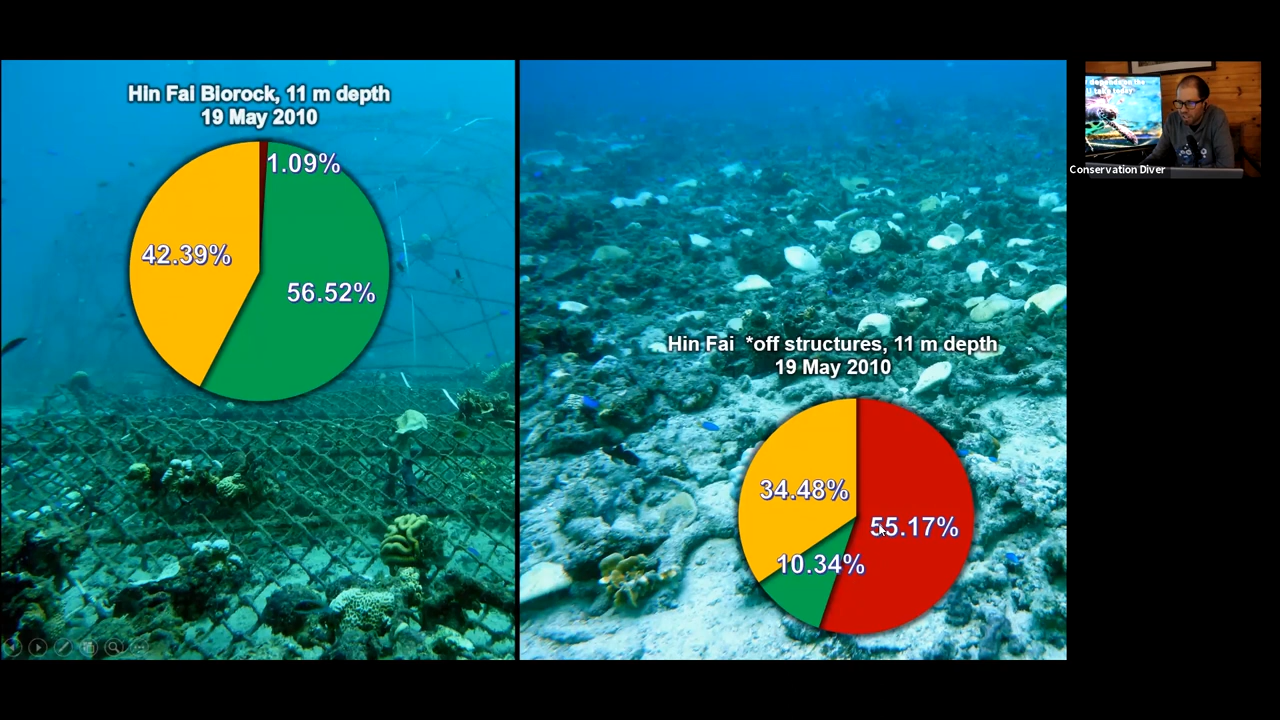 Hin Fai Biorock, 11 m depth
19 May 2010
1.09%
42.39%
56.52%
Hin Fai *off structures, 11 m depth
19 May 2010
34.48%
55.17%
10.34%
Conservation Diver